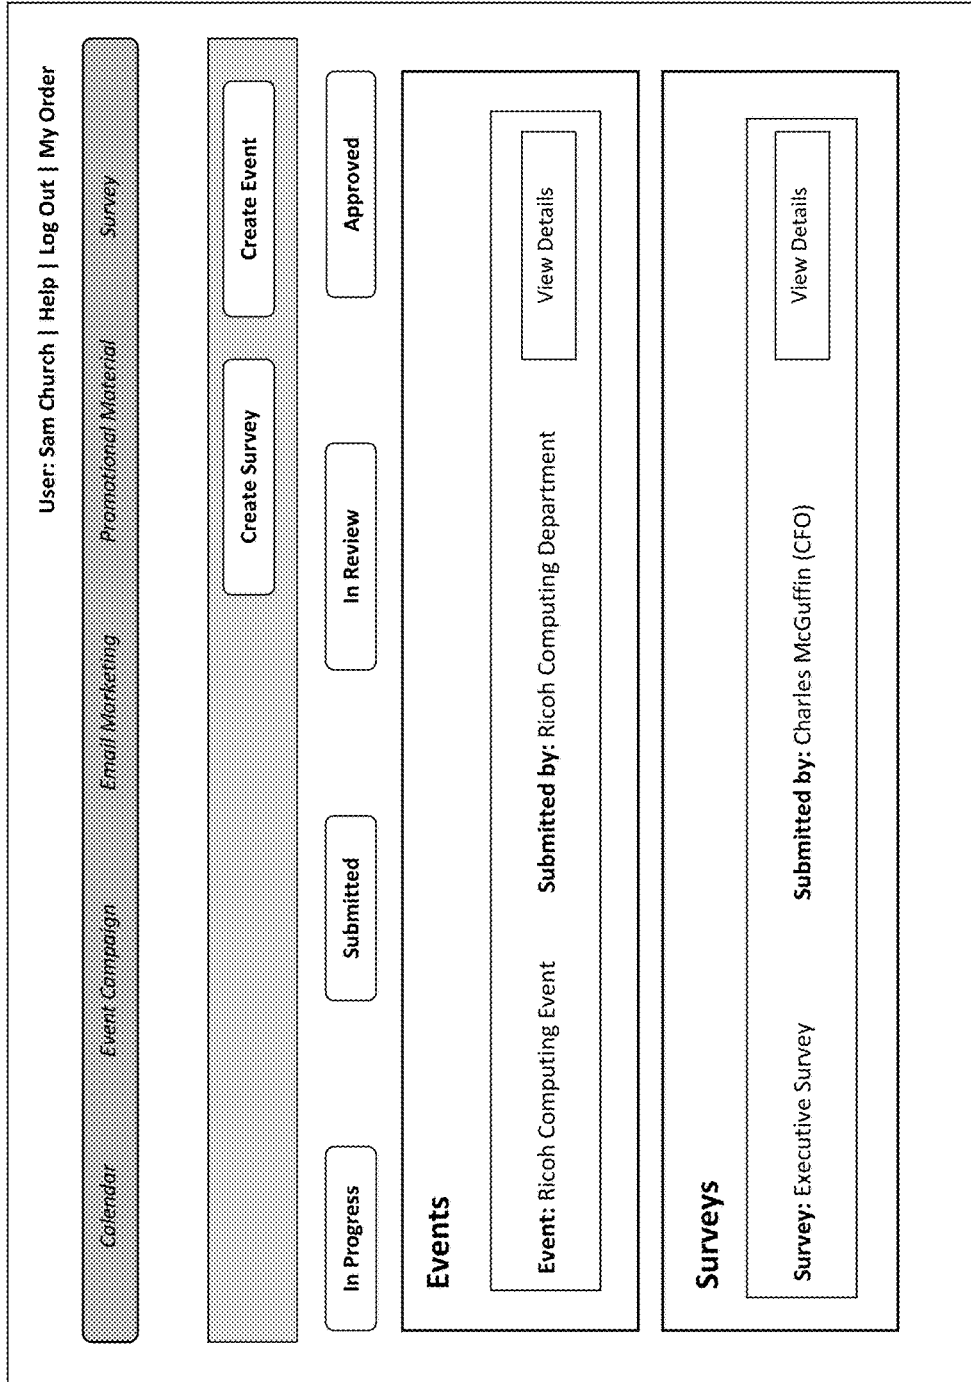 User: Sam Church | Help | Log Out | My Order
Calendar Event Campaign Email Marketing Promotional Material Survey
Create Survey Create Event
In Progress Submitted In Review Approved
Events
Event: Ricoh Computing Event Submitted by: Ricoh Computing Department View Details
Surveys
Survey: Executive Survey Submitted by: Charles McGuffin (CFO) View Details